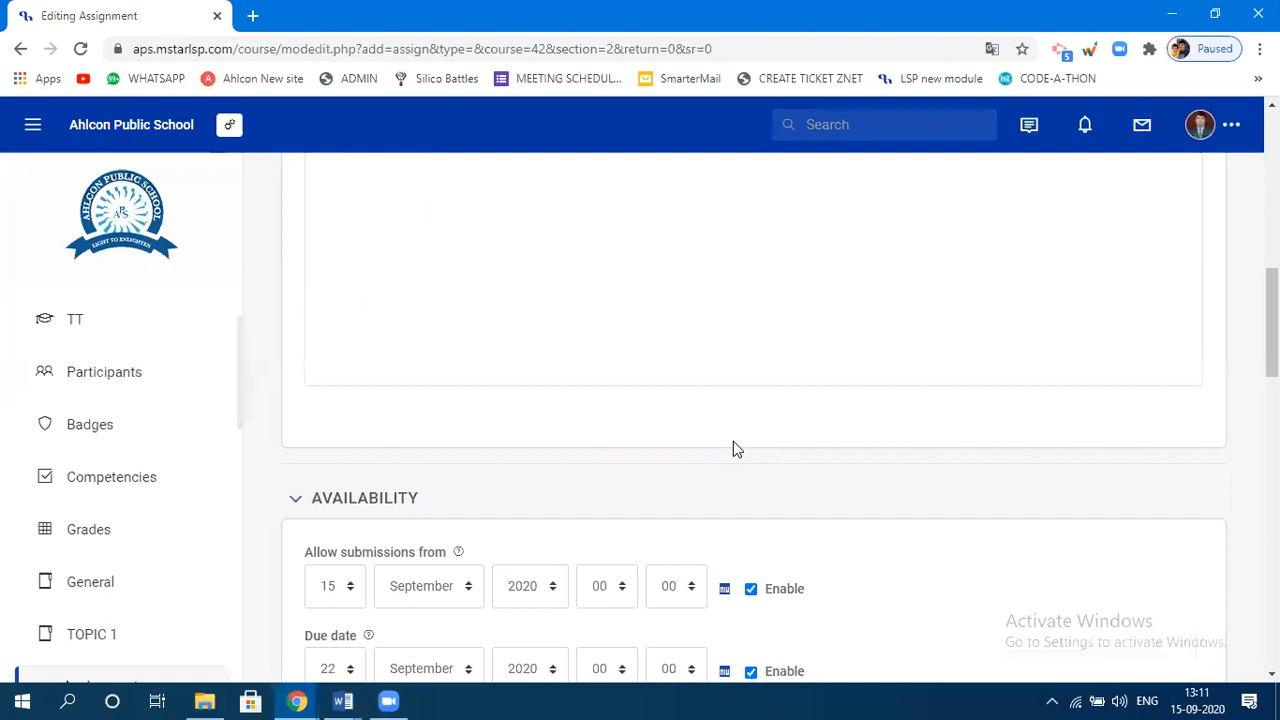 Editing Assignment
aps.mstarlsp.com/course/modedit.php?add=assign&type=&course=42&section=2&return=0&sr=0
5
Paused
Apps
99+
WHATSAPP
A
Ahlcon New site
ADMIN
Silico Battles
MEETING SCHEDUL...
SmarterMail
CREATE TICKET ZNET
LSP new module
CODE-A-THON
»
Ahlcon Public School
Search
AHLCON PUBLIC SCHOOL
APS
LIGHT TO ENLIGHTEN
TT
Participants
Badges
Competencies
Grades
General
TOPIC 1
AVAILABILITY
Allow submissions from
15 September 2020 00 00 Enable
Due date
22 September 2020 00 00 Enable
Activate Windows
Go to Settings to activate Windows.
ENG
13:11
15-09-2020